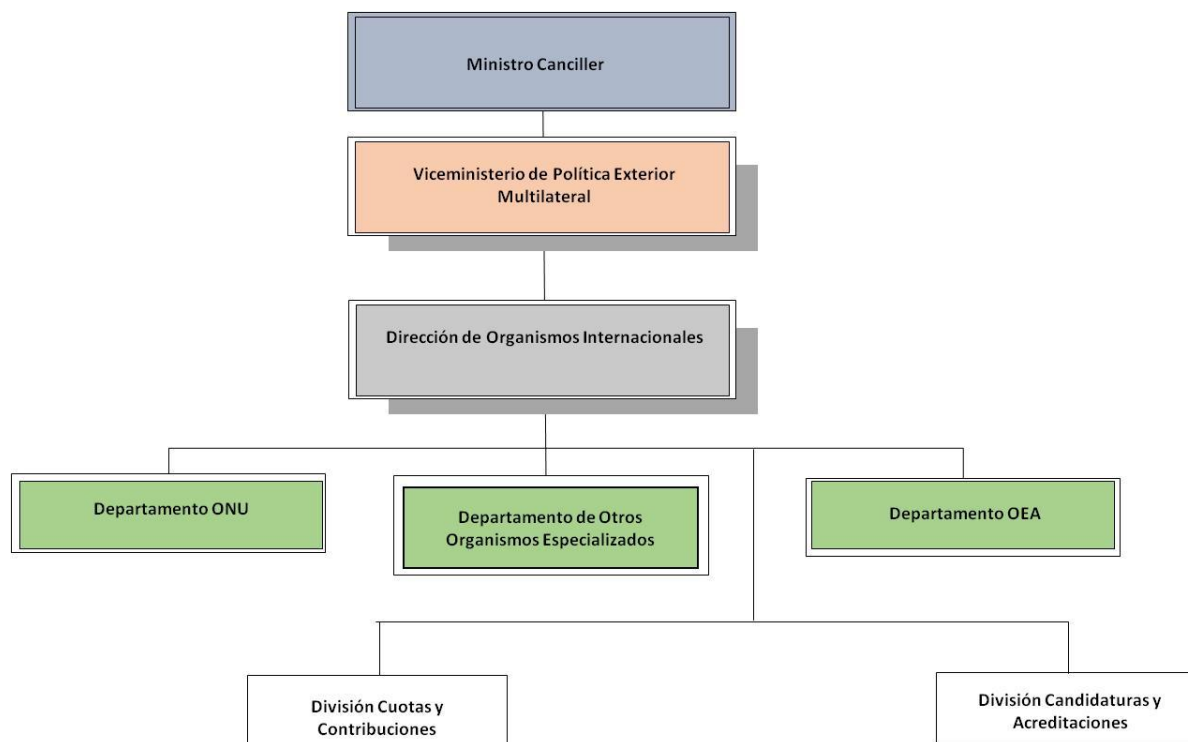 Ministro Canciller
Viceministerio de Política Exterior
Multilateral
Dirección de Organismos Internacionales
Departamento ONU
Departamento de Otros
Organismos Especializados
Departamento OEA
División Cuotas y
Contribuciones
División Candidaturas y
Acreditaciones